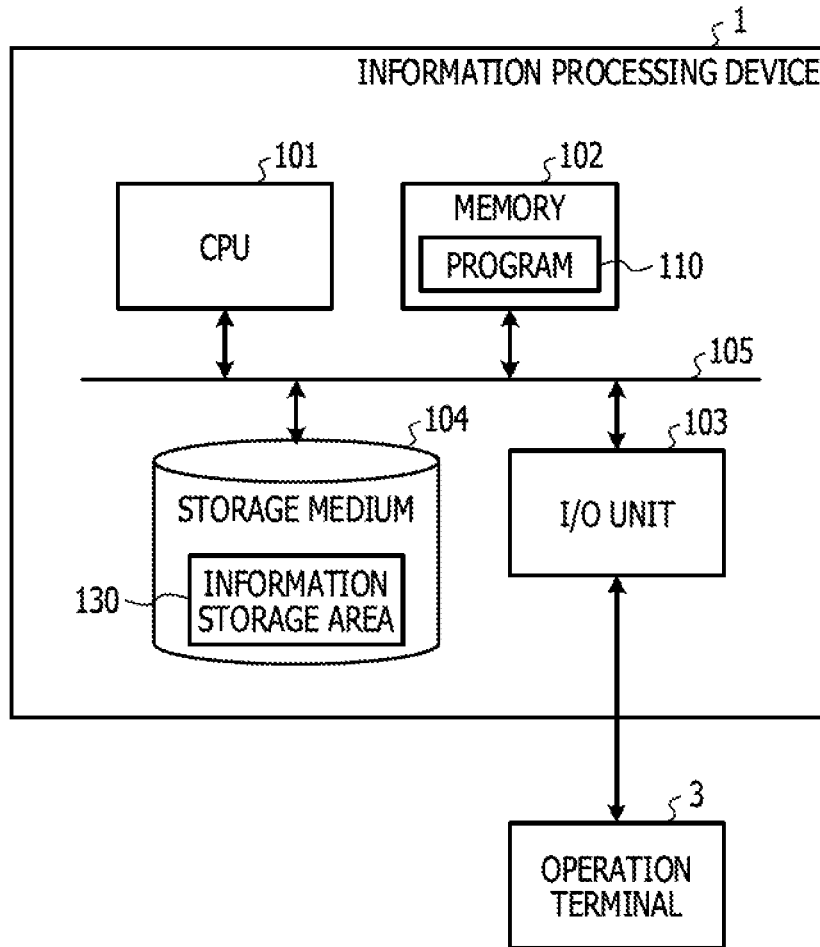 1
INFORMATION PROCESSING DEVICE
101
102
CPU
MEMORY
PROGRAM
110
105
104
103
STORAGE MEDIUM
I/O UNIT
130
INFORMATION
STORAGE AREA
3
OPERATION
TERMINAL